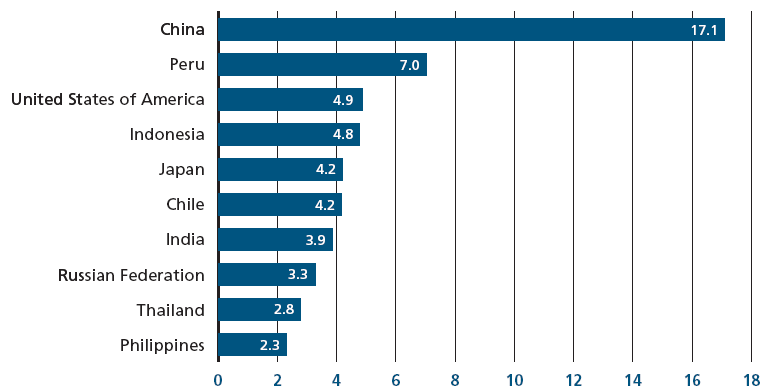 China 17.1
Peru 7.0
United States of America 4.9
Indonesia 4.8
Japan 4.2
Chile 4.2
India 3.9
Russian Federation 3.3
Thailand 2.8
Philippines 2.3
0 2 4 6 8 10 12 14 16 18